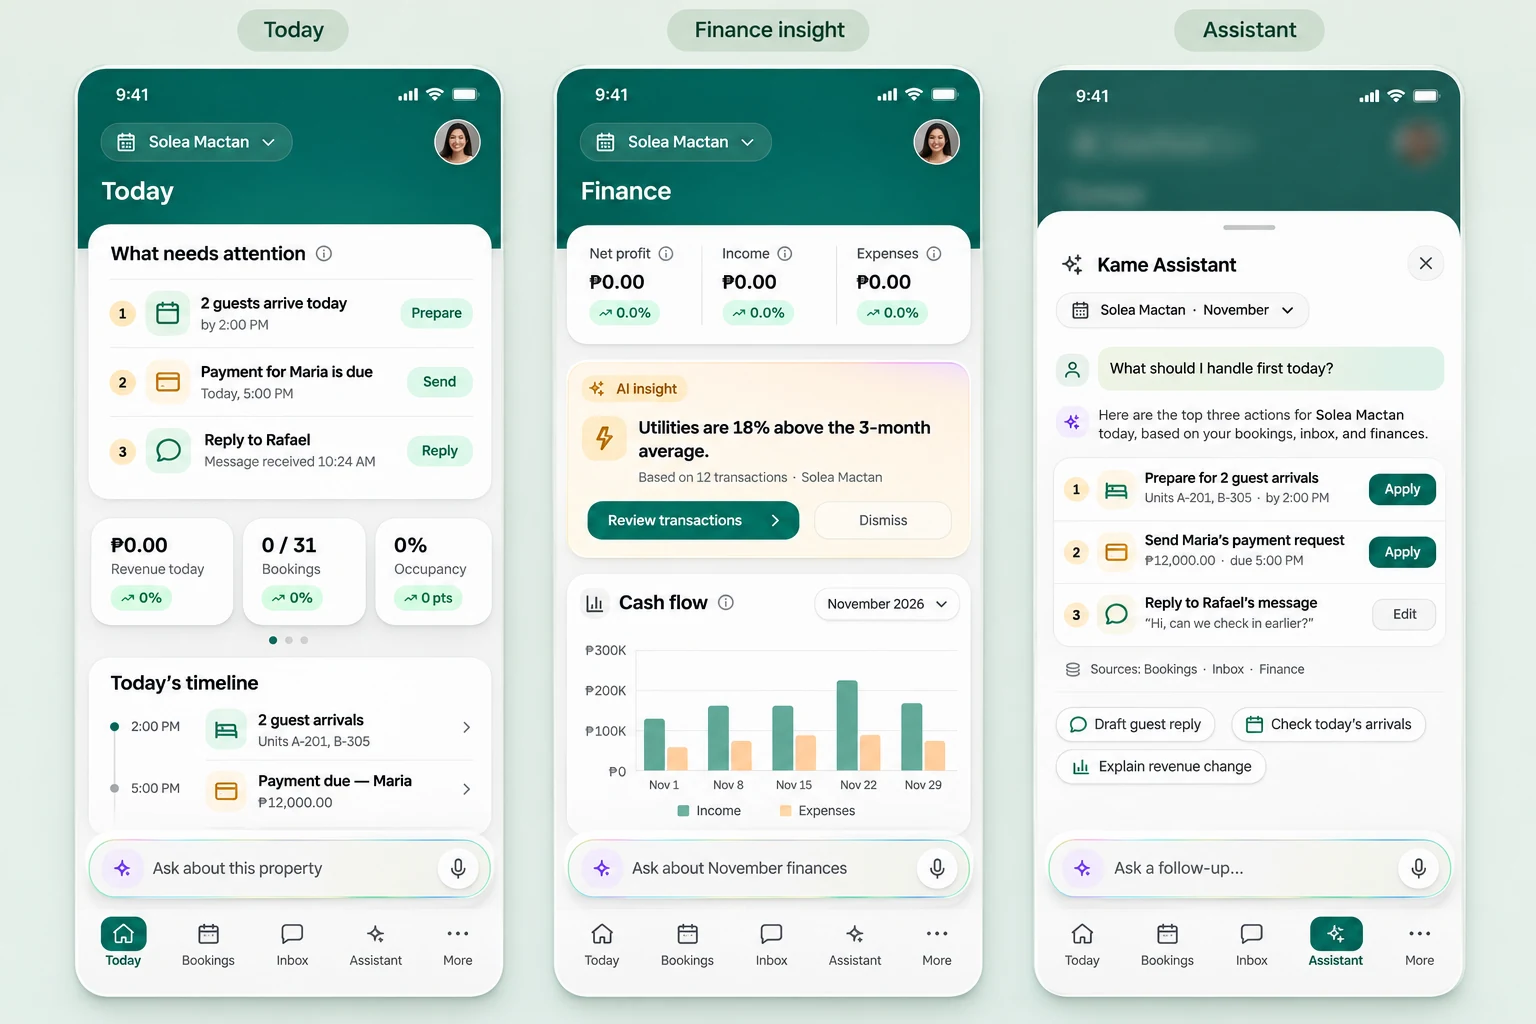 Today
9:41
Solea Mactan
Today
What needs attention
1
2 guests arrive today
by 2:00 PM
Prepare
2
Payment for Maria is due
Today, 5:00 PM
Send
3
Reply to Rafael
Message received 10:24 AM
Reply
₱0.00
Revenue today
0%
0 / 31
Bookings
0%
0%
Occupancy
0 pts
Today’s timeline
2:00 PM
2 guest arrivals
Units A-201, B-305
5:00 PM
Payment due — Maria
₱12,000.00
Ask about this property
Today
Bookings
Inbox
Assistant
More
Finance insight
9:41
Solea Mactan
Finance
Net profit
₱0.00
0.0%
Income
₱0.00
0.0%
Expenses
₱0.00
0.0%
AI insight
Utilities are 18% above the 3-month
average.
Based on 12 transactions · Solea Mactan
Review transactions
Dismiss
Cash flow
November 2026
₱300K
₱200K
₱100K
₱0
Nov 1
Nov 8
Nov 15
Nov 22
Nov 29
Income
Expenses
Ask about November finances
Today
Bookings
Inbox
Assistant
More
Assistant
9:41
Kame Assistant
Solea Mactan · November
What should I handle first today?
Here are the top three actions for Solea Mactan
today, based on your bookings, inbox, and finances.
1
Prepare for 2 guest arrivals
Units A-201, B-305 · by 2:00 PM
Apply
2
Send Maria’s payment request
₱12,000.00 · due 5:00 PM
Apply
3
Reply to Rafael’s message
“Hi, can we check in earlier?”
Edit
Sources: Bookings · Inbox · Finance
Draft guest reply
Check today’s arrivals
Explain revenue change
Ask a follow-up...
Today
Bookings
Inbox
Assistant
More